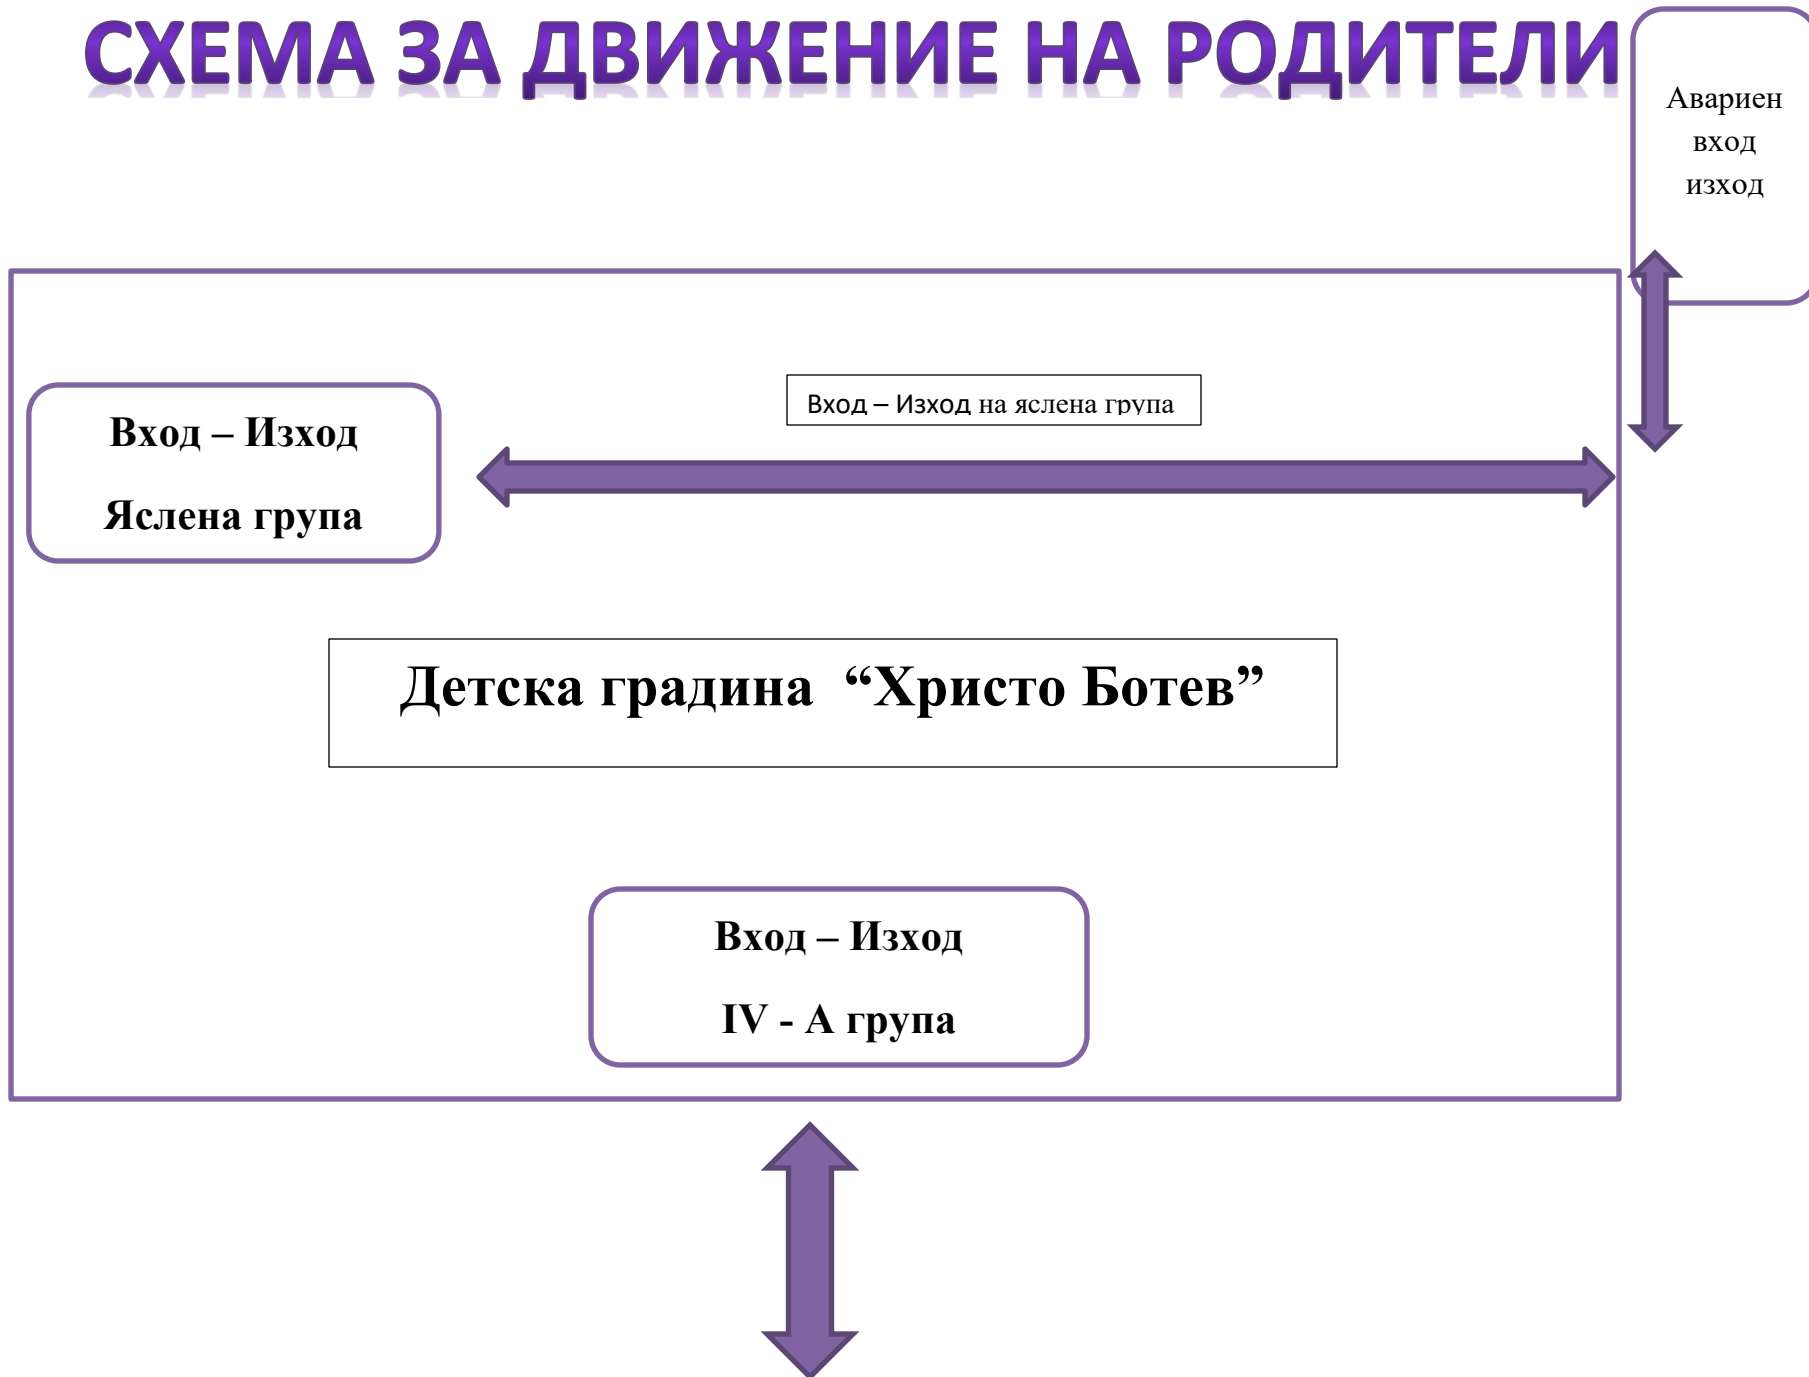 СХЕМА ЗА ДВИЖЕНИЕ НА РОДИТЕЛИ
Авариен
вход
изход
Вход – Изход на яслена група
Вход – Изход
Яслена група
Детска градина “Христо Ботев”
Вход – Изход
IV - А група